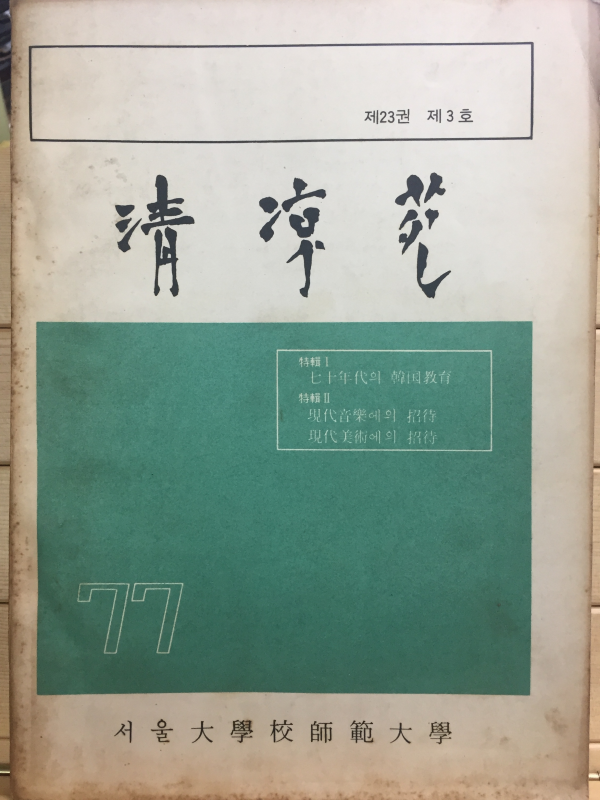 제23권 제3호
清凉苑
特輯 I
七十年代의 韓国教育
特輯 II
現代音樂에의 招待
現代美術에의 招待
77
서울大學校師範大學